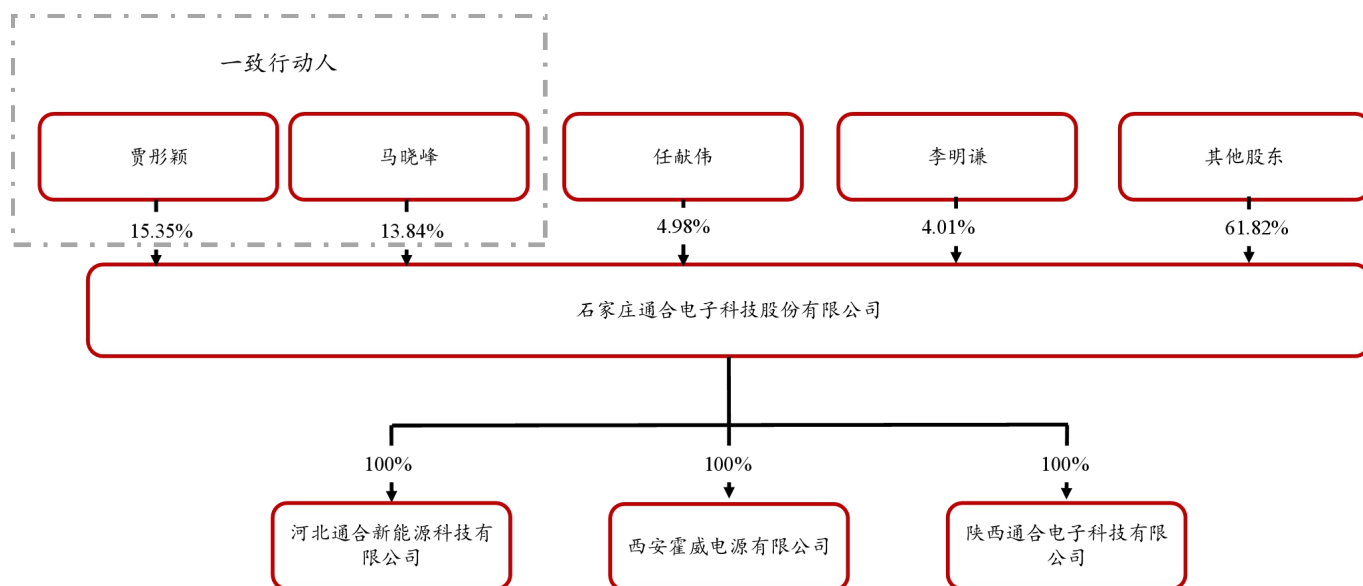 一致行动人
贾彤颖
马晓峰
任献伟
李明谦
其他股东
15.35%
13.84%
4.98%
4.01%
61.82%
石家庄通合电子科技股份有限公司
100%
100%
100%
河北通合新能源科技有
限公司
西安霍威电源有限公司
陕西通合电子科技有限
公司